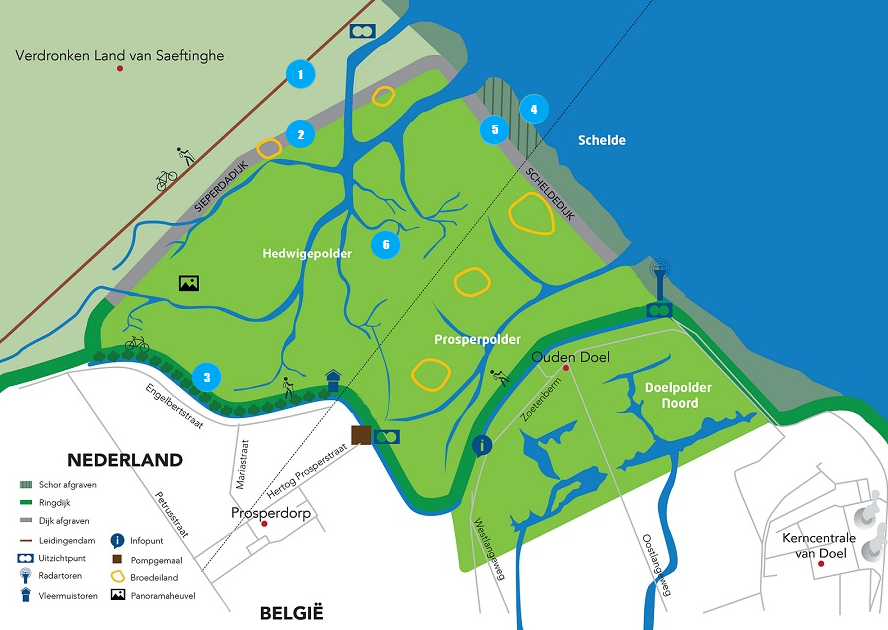 Verdronken Land van Saeftinghe
1
2
4
5
Schelde
SIEPERDADIJK
SCHELDEDIJK
6
Hedwigepolder
Prosperpolder
Ouden Doel
3
Doelpolder
Noord
Zoetenberm
Engelbertstraat
i
Mariastraat
Hertog Prosperstraat
NEDERLAND
Petrusstraat
Prosperdorp
Westlangeweg
Oostlangeweg
Kerncentrale
van Doel
Schor afgraven
Ringdijk
Dijk afgraven
Leidingendam
Uitzichtpunt
Radartoren
Vleermuistoren
i Infopunt
Pompgemaal
Broedeiland
Panoramaheuvel
BELGIË